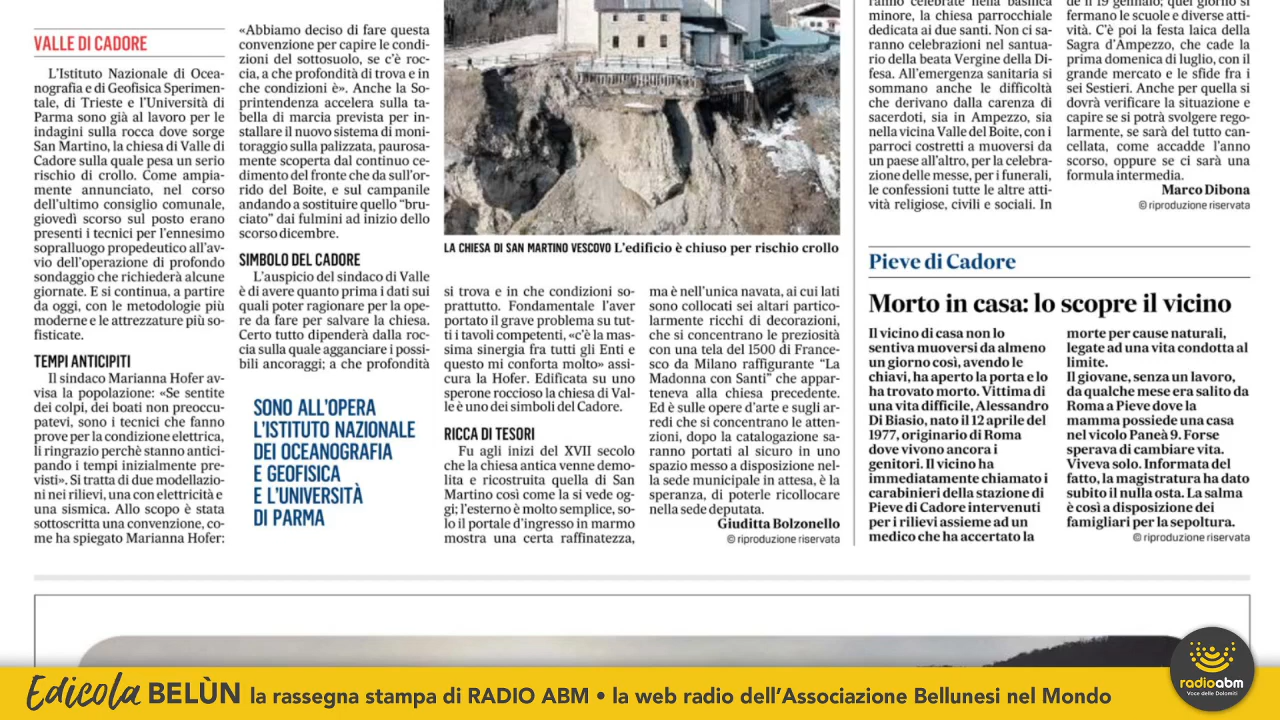 VALLE DI CADORE
L'Istituto Nazionale di Ocea-
nografia e di Geofisica Sperimen-
tale, di Trieste e l'Università di
Parma sono già al lavoro per le
indagini sulla rocca dove sorge
San Martino, la chiesa di Valle di
Cadore sulla quale pesa un serio
rischio di crollo. Come ampia-
mente annunciato, nel corso
dell'ultimo consiglio comunale,
giovedì scorso sul posto erano
presenti i tecnici per l'ennesimo
sopralluogo propedeutico all'av-
vio dell'operazione di profondo
sondaggio che richiederà alcune
giornate. E si continua, a partire
da oggi, con le metodologie più
moderne e le attrezzature più so-
fisticate.
TEMPI ANTICIPTI
Il sindaco Marianna Hofer av-
visa la popolazione: «Se sentite
dei colpi, dei boati non preoccu-
patevi, sono i tecnici che fanno
prove per la condizione elettrica,
li ringrazio perchè stanno antici-
pando i tempi inizialmente pre-
visti». Si tratta di due modellazio-
ni nei rilievi, una con elettricità e
una sismica. Allo scopo è stata
sottoscritta una convenzione, co-
me ha spiegato Marianna Hofer:
«Abbiamo deciso di fare questa
convenzione per capire le condi-
zioni del sottosuolo, se c'è roc-
cia, a che profondità di trova e in
che condizioni è». Anche la So-
printendenza accelera sulla ta-
bella di marcia prevista per in-
stallare il nuovo sistema di moni-
toraggio sulla palizzata, paurosa-
mente scoperta dal continuo ce-
dimento del fronte che da sull'or-
rido del Boite, e sul campanile
andando a sostituire quello "bru-
ciato" dai fulmini ad inizio dello
scorso dicembre.
SIMBOLO DEL CADORE
L'auspicio del sindaco di Valle
è di avere quanto prima i dati sui
quali poter ragionare per la ope-
re da fare per salvare la chiesa.
Certo tutto dipenderà dalla roc-
cia sulla quale agganciare i possi-
bili ancoraggi; a che profondità
SONO ALL'OPERA
L'ISTITUTO NAZIONALE
DEI OCEANOGRAFIA
E GEOFISICA
E L'UNIVERSITÀ
DI PARMA
LA CHIESA DI SAN MARTINO VESCOVO L'edificio è chiuso per rischio crollo
si trova e in che condizioni so-
prattutto. Fondamentale l'aver
portato il grave problema su tut-
ti i tavoli competenti, «c'è la mas-
sima sinergia fra tutti gli Enti e
questo mi conforta molto» assi-
cura la Hofer. Edificata su uno
sperone roccioso la chiesa di Val-
le è uno dei simboli del Cadore.
RICCA DI TESORI
Fu agli inizi del XVII secolo
che la chiesa antica venne demo-
lita e ricostruita quella di San
Martino così come la si vede og-
gi; l'esterno è molto semplice, so-
lo il portale d'ingresso in marmo
mostra una certa raffinatezza,
ma è nell'unica navata, ai cui lati
sono collocati sei altari partico-
larmente ricchi di decorazioni,
che si concentrano le preziosità
con una tela del 1500 di France-
sco da Milano raffigurante "La
Madonna con Santi" che appar-
teneva alla chiesa precedente.
Ed è sulle opere d'arte e sugli ar-
redi che si concentrano le atten-
zioni, dopo la catalogazione sa-
ranno portati al sicuro in uno
spazio messo a disposizione nel-
la sede municipale in attesa, è la
speranza, di poterle ricollocare
nella sede deputata.
Giuditta Bolzonello
© riproduzione riservata
ranno celebrate nella basilica
minore, la chiesa parrocchiale
dedicata ai due santi. Non ci sa-
ranno celebrazioni nel santua-
rio della beata Vergine della Di-
fesa. All'emergenza sanitaria si
sommano anche le difficoltà
che derivano dalla carenza di
sacerdoti, sia in Ampezzo, sia
nella vicina Valle del Boite, con i
parroci costretti a muoversi da
un paese all'altro, per la celebra-
zione delle messe, per i funerali,
le confessioni tutte le altre atti-
vità religiose, civili e sociali. In
de il 19 gennaio; quel giorno si
fermano le scuole e diverse atti-
vità. C'è poi la festa laica della
Sagra d'Ampezzo, che cade la
prima domenica di luglio, con il
grande mercato e le sfide fra i
sei Sestieri. Anche per quella si
dovrà verificare la situazione e
capire se si potrà svolgere rego-
larmente, se sarà del tutto can-
cellata, come accadde l'anno
scorso, oppure se ci sarà una
formula intermedia.
Marco Dibona
© riproduzione riservata
Pieve di Cadore
Morto in casa: lo scopre il vicino
Il vicino di casa non lo
sentiva muoversi da almeno
un giorno così, avendo le
chiavi, ha aperto la porta e lo
ha trovato morto. Vittima di
una vita difficile, Alessandro
Di Biasio, nato il 12 aprile del
1977, originario di Roma
dove vivono ancora i
genitori. Il vicino ha
immediatamente chiamato i
carabinieri della stazione di
Pieve di Cadore intervenuti
per i rilievi assieme ad un
medico che ha accertato la
morte per cause naturali,
legate ad una vita condotta al
limite.
Il giovane, senza un lavoro,
da qualche mese era salito da
Roma a Pieve dove la
mamma possiede una casa
nel vicolo Paneà 9. Forse
sperava di cambiare vita.
Viveva solo. Informata del
fatto, la magistratura ha dato
subito il nulla osta. La salma
è così a disposizione dei
famigliari per la sepoltura.
© riproduzione riservata
Edicola BELÙN la rassegna stampa di RADIO ABM • la web radio dell'Associazione Bellunesi nel Mondo
radioabm
Voce delle Dolomiti